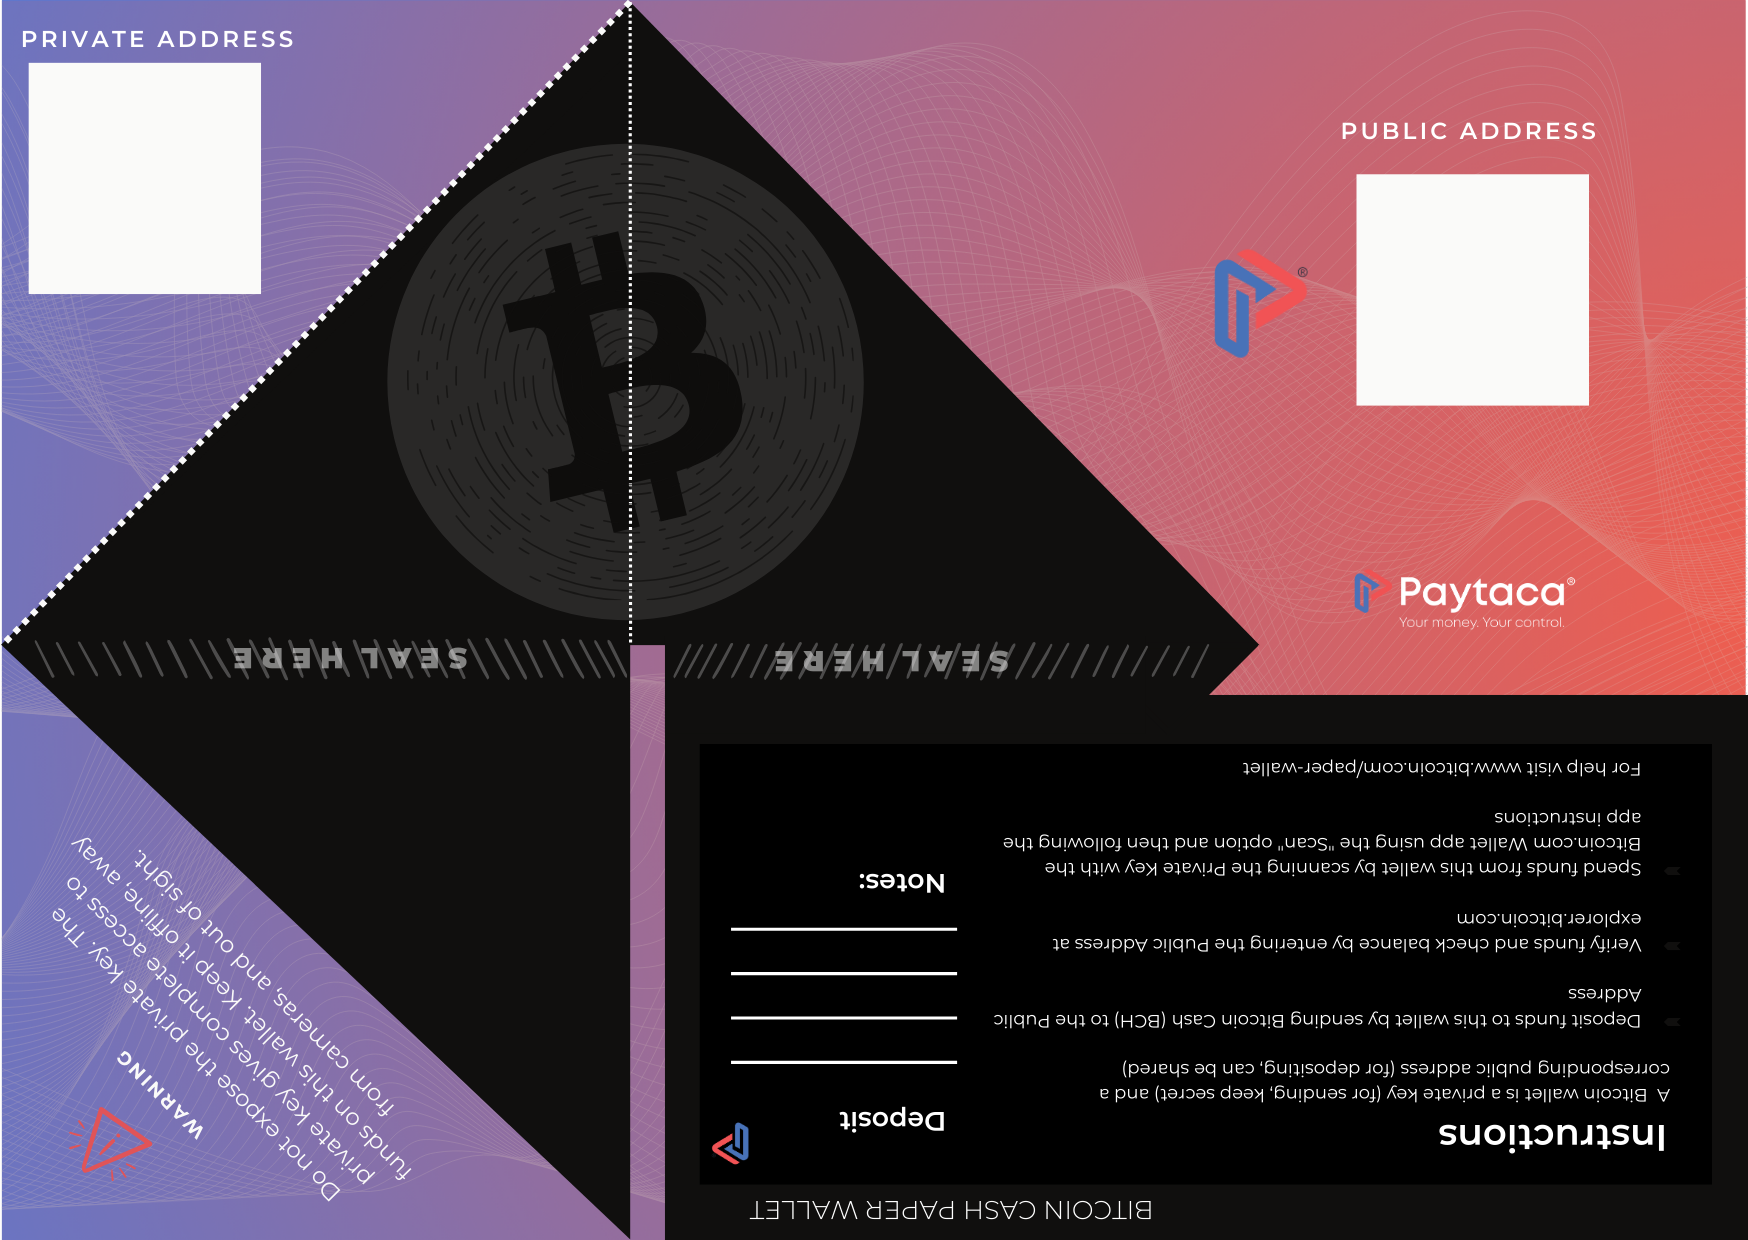 PRIVATE ADDRESS
PUBLIC ADDRESS
®
Paytaca®
Your money. Your control.
SEAL HERE
SEAL HERE
WARNING
Do not expose the private key. The
private key gives complete access to
funds on this wallet. Keep it offline, away
from cameras, and out of sight.
BITCOIN CASH PAPER WALLET
Instructions
A Bitcoin wallet is a private key (for sending, keep secret) and a
corresponding public address (for depositing, can be shared)
Deposit funds to this wallet by sending Bitcoin Cash (BCH) to the Public
Address
Verify funds and check balance by entering the Public Address at
explorer.bitcoin.com
Spend funds from this wallet by scanning the Private Key with the
Bitcoin.com Wallet app using the "Scan" option and then following the
app instructions
For help visit www.bitcoin.com/paper-wallet
Deposit
Notes: